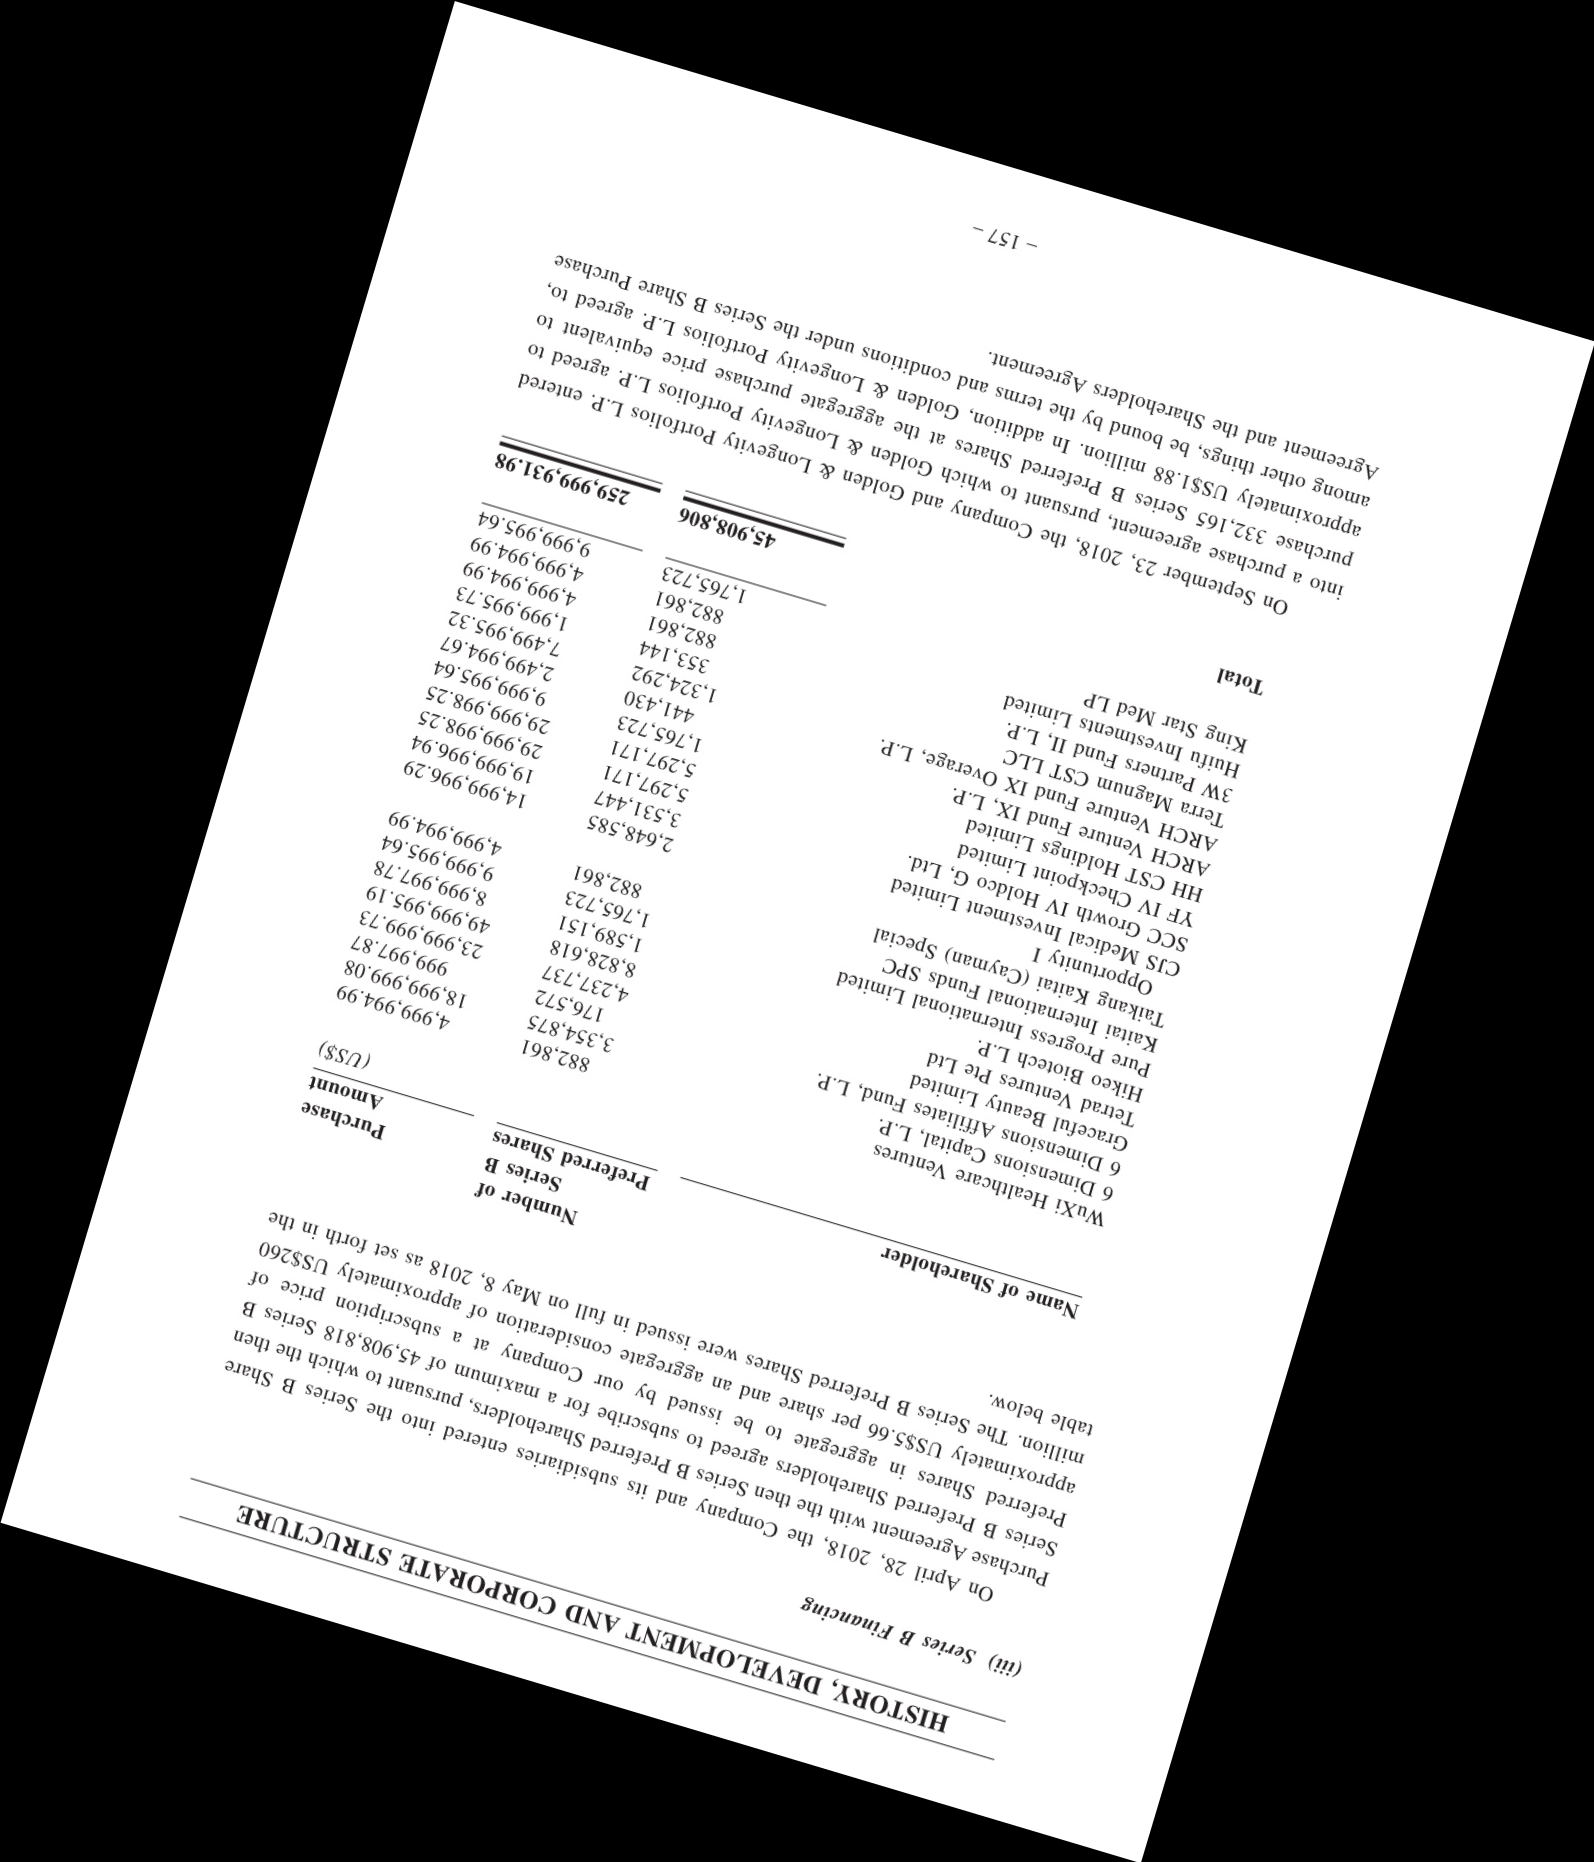 HISTORY, DEVELOPMENT AND CORPORATE STRUCTURE
(iii) Series B Financing
On April 28, 2018, the Company and its subsidiaries entered into the Series B Share
Purchase Agreement with the then Series B Preferred Shareholders, pursuant to which the then
Series B Preferred Shareholders agreed to subscribe for a maximum of 45,908,818 Series B
Preferred Shares in aggregate to be issued by our Company at a subscription price of
approximately US$5.66 per share and an aggregate consideration of approximately US$260
million. The Series B Preferred Shares were issued in full on May 8, 2018 as set forth in the
table below.
Number of
Series B Purchase
Name of Shareholder Preferred Shares Amount
(US$)
WuXi Healthcare Ventures 882,861 4,999,994.99
6 Dimensions Capital, L.P. 3,354,875 18,999,999.08
6 Dimensions Affiliates Fund, L.P. 176,572 999,997.87
Graceful Beauty Limited 4,237,737 23,999,999.73
Tetrad Ventures Pte Ltd 8,828,618 49,999,995.19
Hikeo Biotech L.P. 1,589,151 8,999,997.78
Pure Progress International Limited 1,765,723 9,999,995.64
Kaitai International Funds SPC 882,861 4,999,994.99
Taikang Kaitai (Cayman) Special
Opportunity I 2,648,585 14,999,996.29
CJS Medical Investment Limited 3,531,447 19,999,996.94
SCC Growth IV Holdco G, Ltd. 5,297,171 29,999,998.25
YF IV Checkpoint Limited 5,297,171 29,999,998.25
HH CST Holdings Limited 1,765,723 9,999,995.64
ARCH Venture Fund IX, L.P. 441,430 2,499,994.67
ARCH Venture Fund IX Overage, L.P. 1,324,292 7,499,995.32
Terra Magnum CST LLC 353,144 1,999,995.73
3W Partners Fund II, L.P. 882,861 4,999,994.99
Huifu Investments Limited 882,861 4,999,994.99
King Star Med LP 1,765,723 9,999,995.64
Total 45,908,806 259,999,931.98
On September 23, 2018, the Company and Golden & Longevity Portfolios L.P. entered
into a purchase agreement, pursuant to which Golden & Longevity Portfolios L.P. agreed to
purchase 332,165 Series B Preferred Shares at the aggregate purchase price equivalent to
approximately US$1.88 million. In addition, Golden & Longevity Portfolios L.P. agreed to,
among other things, be bound by the terms and conditions under the Series B Share Purchase
Agreement and the Shareholders Agreement.
– 157 –